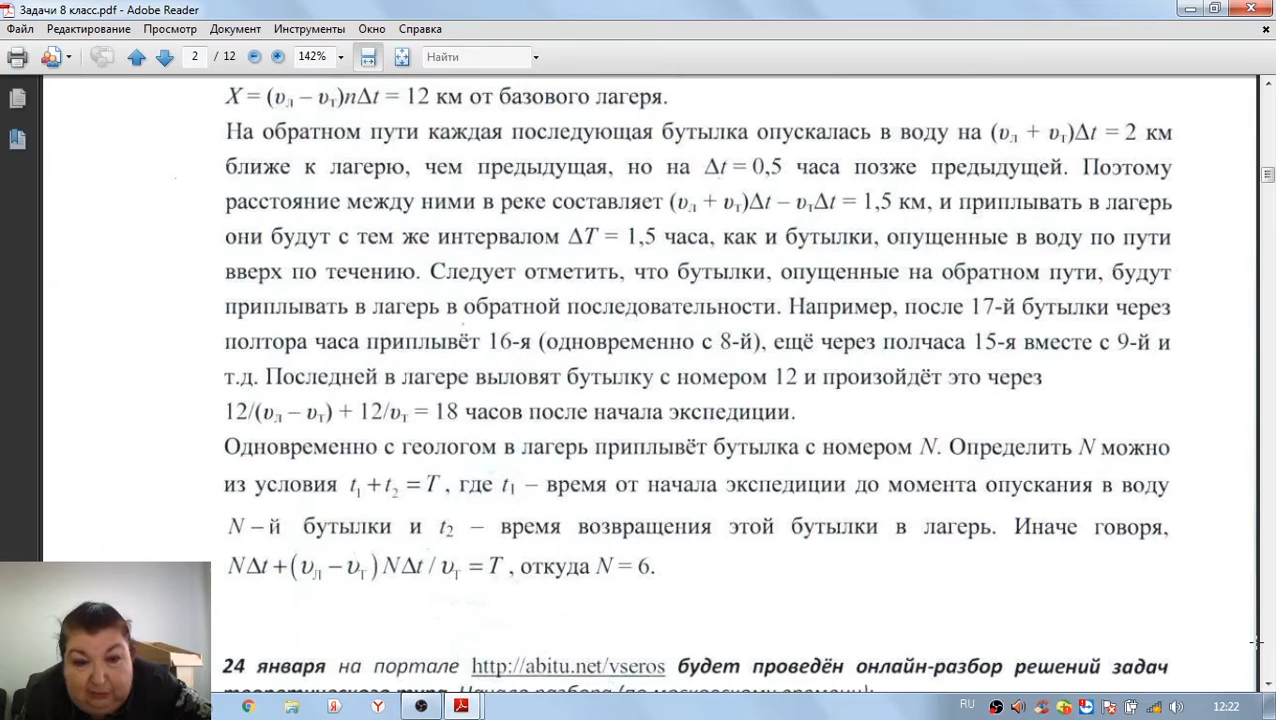 Задачи 8 класс.pdf - Adobe Reader
Файл Редактирование Просмотр Документ Инструменты Окно Справка
2 / 12 142% Найти
X = (υл – υт)nΔt = 12 км от базового лагеря.
На обратном пути каждая последующая бутылка опускалась в воду на (υл + υт)Δt = 2 км
ближе к лагерю, чем предыдущая, но на Δt = 0,5 часа позже предыдущей. Поэтому
расстояние между ними в реке составляет (υл + υт)Δt – υтΔt = 1,5 км, и приплывать в лагерь
они будут с тем же интервалом ΔT = 1,5 часа, как и бутылки, опущенные в воду по пути
вверх по течению. Следует отметить, что бутылки, опущенные на обратном пути, будут
приплывать в лагерь в обратной последовательности. Например, после 17-й бутылки через
полтора часа приплывёт 16-я (одновременно с 8-й), ещё через полчаса 15-я вместе с 9-й и
т.д. Последней в лагере выловят бутылку с номером 12 и произойдёт это через
12/(υл – υт) + 12/υт = 18 часов после начала экспедиции.
Одновременно с геологом в лагерь приплывёт бутылка с номером N. Определить N можно
из условия t1 + t2 = T, где t1 – время от начала экспедиции до момента опускания в воду
N – й бутылки и t2 – время возвращения этой бутылки в лагерь. Иначе говоря,
NΔt + (υЛ – υТ) NΔt / υТ = T, откуда N = 6.
24 января на портале http://abitu.net/vseros будет проведён онлайн-разбор решений задач
теоретического тура. Начало разбора (по московскому времени):
RU 12:22